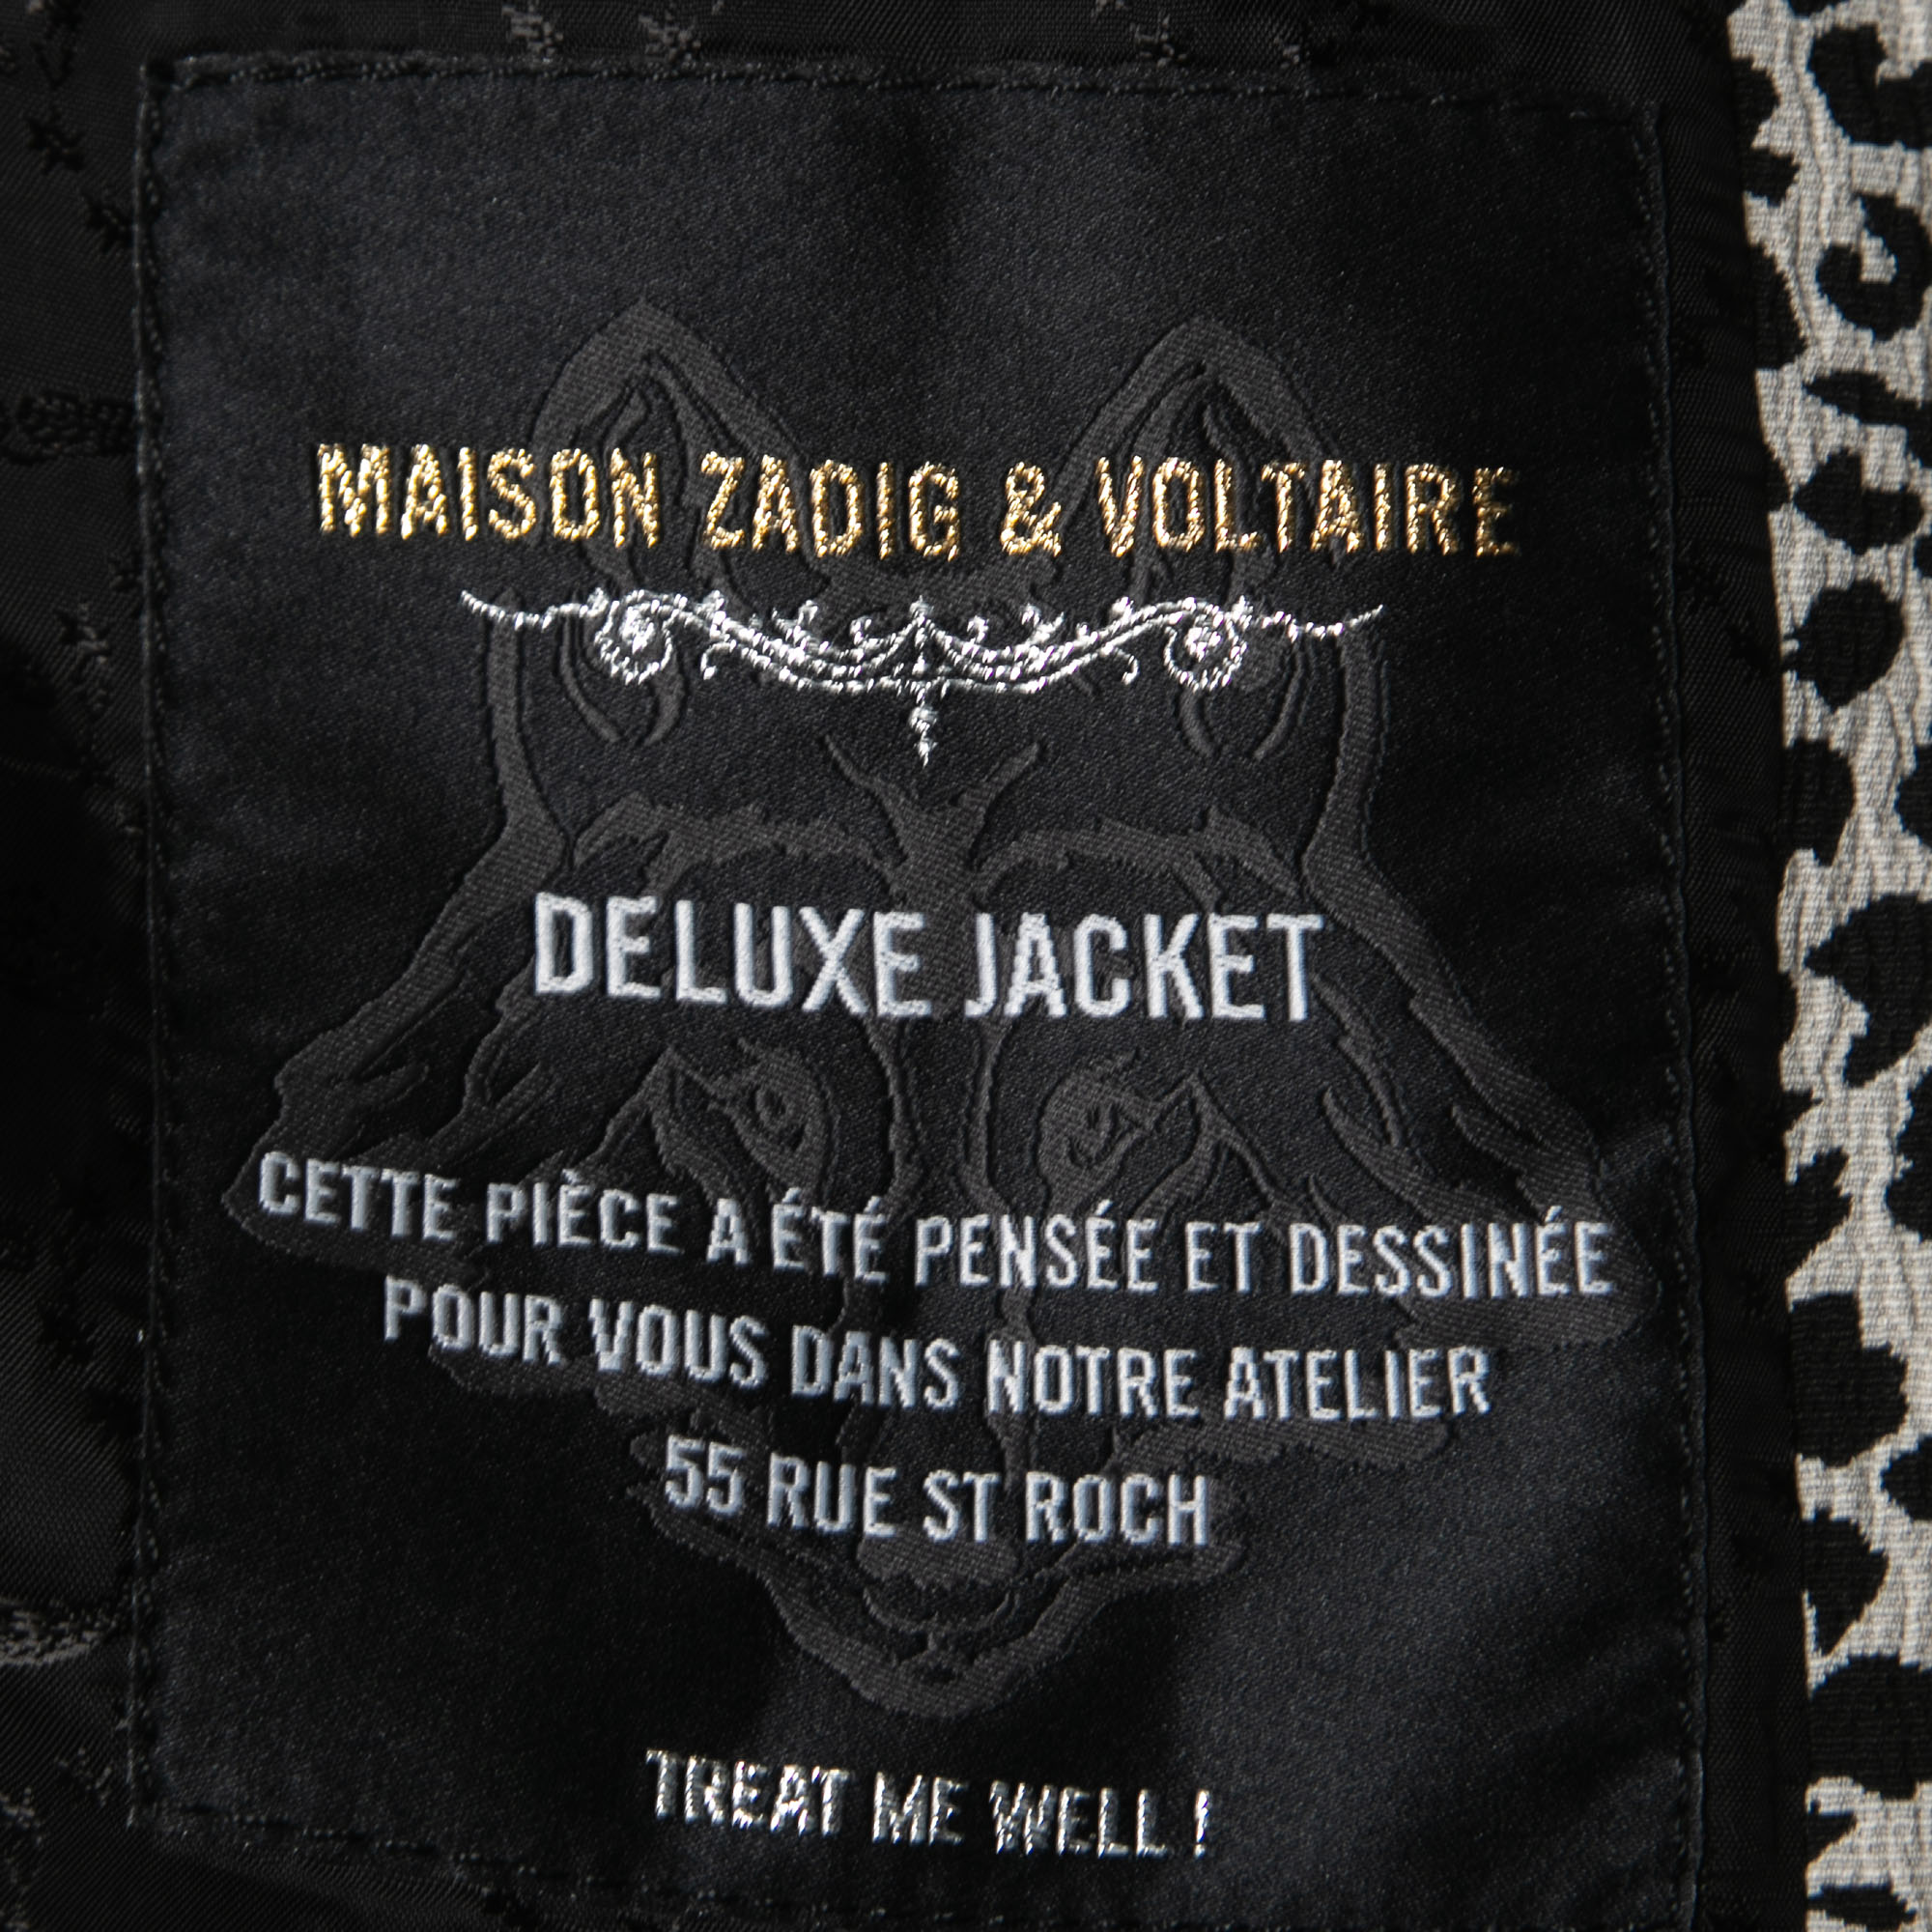 MAISON ZADIG & VOLTAIRE
DELUXE JACKET
CETTE PIÈCE A ÉTÉ PENSÉE ET DESSINÉE
POUR VOUS DANS NOTRE ATELIER
55 RUE ST ROCH
TREAT ME WELL !